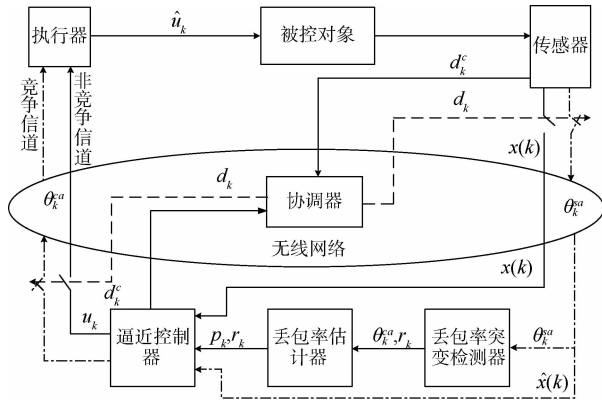 执行器
û_k
被控对象
传感器
竞争信道
非竞争信道
d_k^c
d_k
x(k)
θ_k^{ca}
d_k
协调器
θ_k^{sa}
无线网络
x(k)
d_k^c
u_k
逼近控制器
p_k,r_k
丢包率估计器
θ_k^{ca},r_k
丢包率突变检测器
θ_k^{sa}
x̂(k)